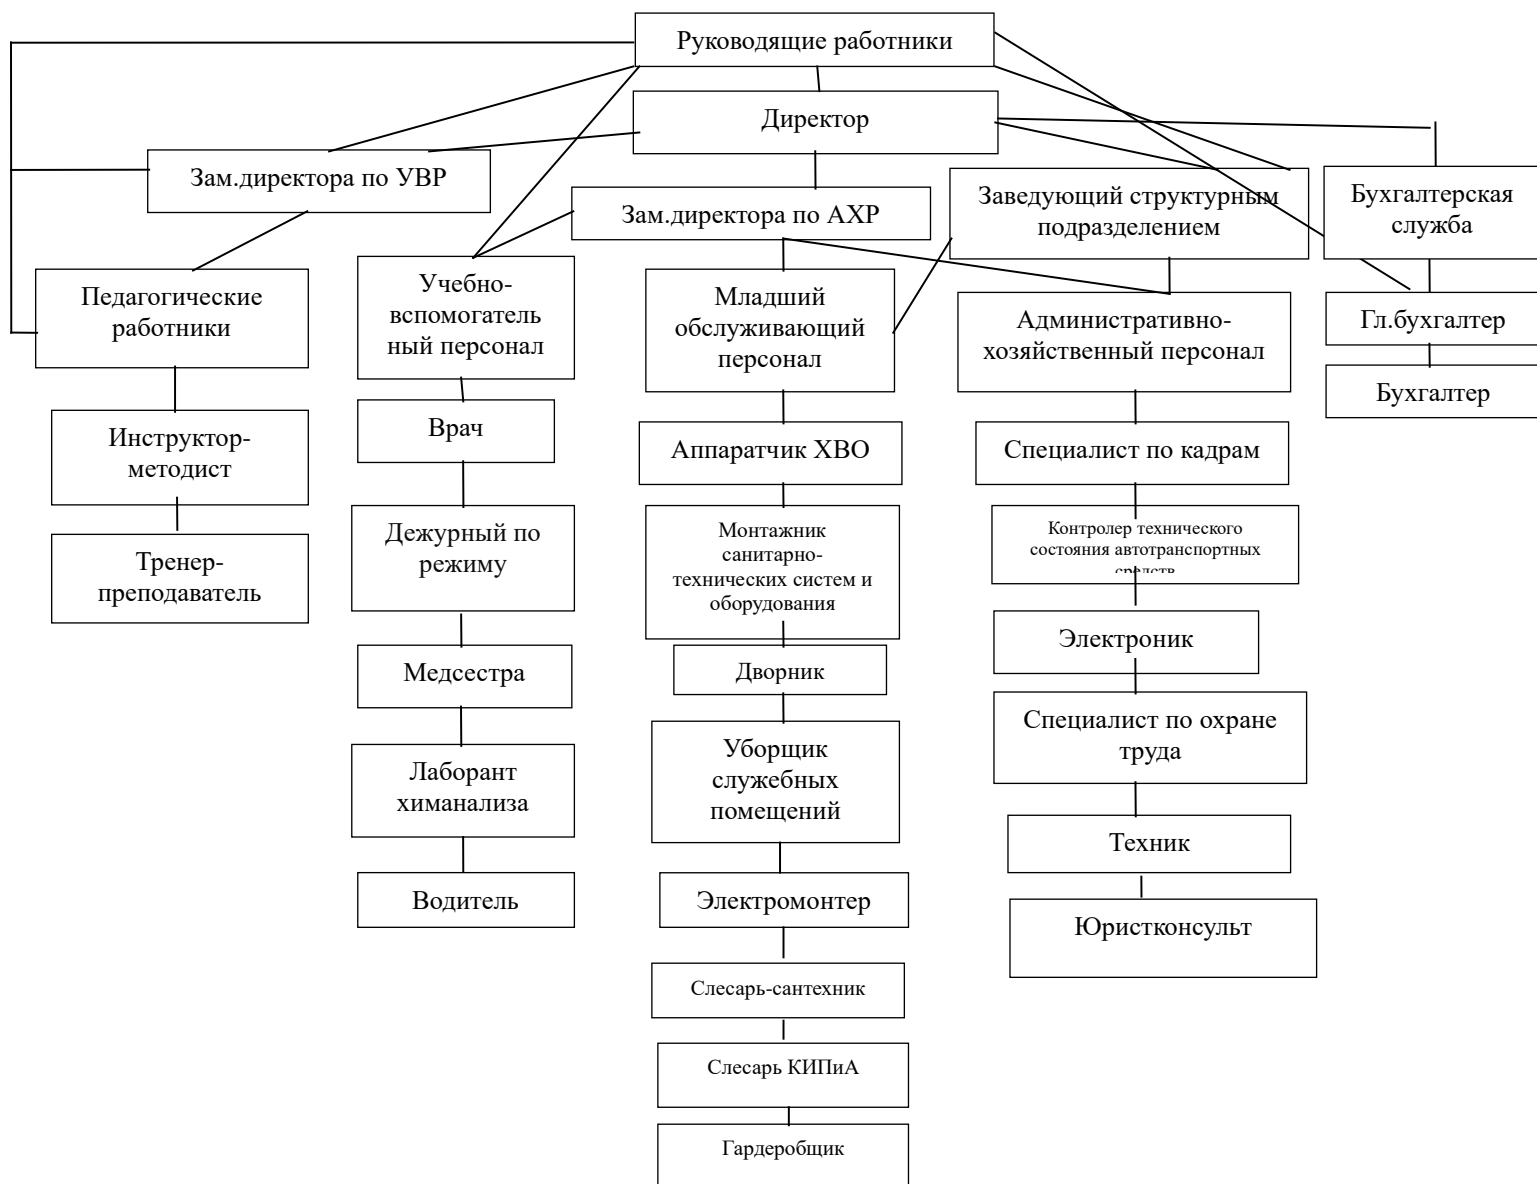 Руководящие работники
Директор
Зам.директора по УВР
Зам.директора по АХР
Заведующий структурным
подразделением
Бухгалтерская
служба
Педагогические
работники
Учебно-
вспомогатель
ный персонал
Младший
обслуживающий
персонал
Административно-
хозяйственный персонал
Гл.бухгалтер
Бухгалтер
Инструктор-
методист
Врач
Аппаратчик ХВО
Специалист по кадрам
Тренер-
преподаватель
Дежурный по
режиму
Монтажник
санитарно-
технических систем и
оборудования
Контролер технического
состояния автотранспортных
средств
Электроник
Медсестра
Дворник
Специалист по охране
труда
Лаборант
химанализа
Уборщик
служебных
помещений
Техник
Водитель
Электромонтер
Юристконсульт
Слесарь-сантехник
Слесарь КИПиА
Гардеробщик